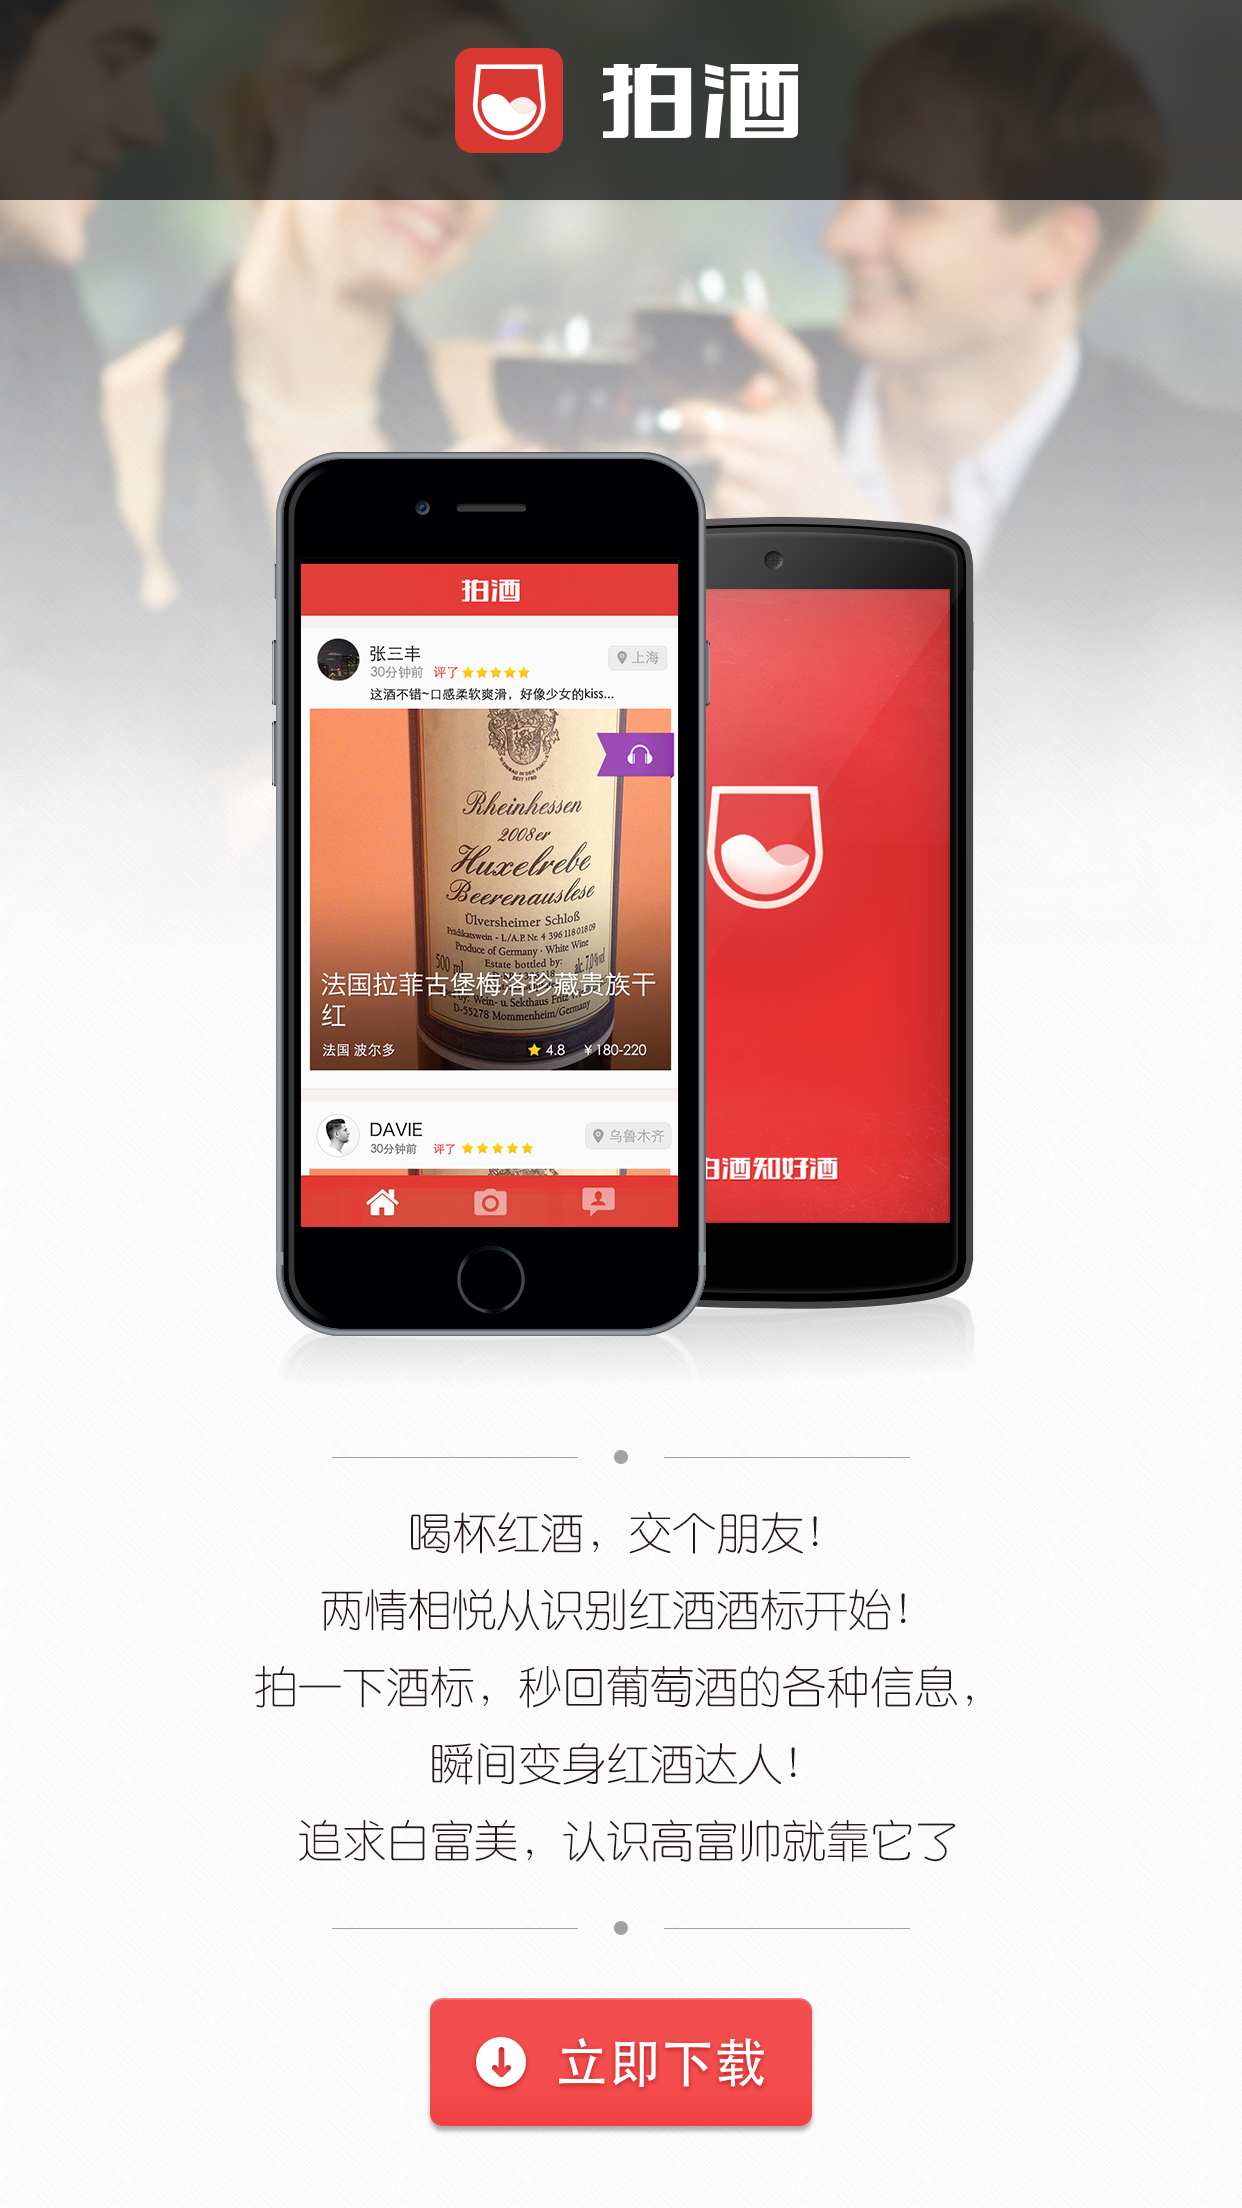 拍酒
拍酒
张三丰
上海
30分钟前 评了
这酒不错~口感柔软爽滑，好像少女的kiss...
WEINBAU IN DER FAMILIE
SEIT 1780
Rheinhessen
2008er
Huxelrebe
Beerenauslese
Ülversheimer Schloß
Prädikatswein - L/A.P.Nr. 4 396 118 018 09
Produce of Germany · White Wine
Estate bottled by:
500 ml
alc. 7,0%vol
法国拉菲古堡梅洛珍藏贵族干
红
by: Wein- u. Sekthaus Fritz
D-55278 Mommenheim/Germany
法国 波尔多 4.8 ¥180-220
DAVIE
乌鲁木齐
30分钟前 评了
拍酒知好酒
喝杯红酒，交个朋友！
两情相悦从识别红酒酒标开始！
拍一下酒标，秒回葡萄酒的各种信息，
瞬间变身红酒达人！
追求白富美，认识高富帅就靠它了
立即下载